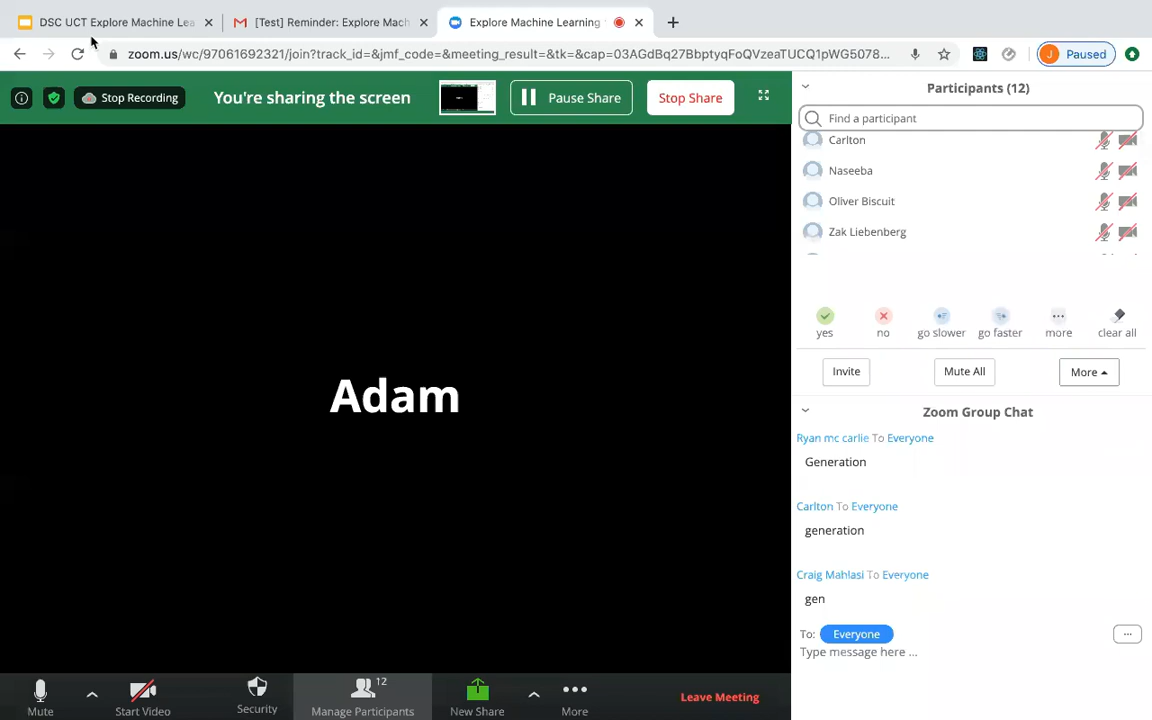 DSC UCT Explore Machine Lea
[Test] Reminder: Explore Mach
Explore Machine Learning
zoom.us/wc/97061692321/join?track_id=&jmf_code=&meeting_result=&tk=&cap=03AGdBq27BbptyqFoQVzeaTUCQ1pWG5078...
J Paused
Stop Recording
You're sharing the screen
Pause Share
Stop Share
Participants (12)
Find a participant
Carlton
Naseeba
Oliver Biscuit
Zak Liebenberg
yes no go slower go faster more clear all
Invite Mute All More
Adam
Zoom Group Chat
Ryan mc carlie To Everyone
Generation
Carlton To Everyone
generation
Craig Mahlasi To Everyone
gen
To: Everyone
Type message here ...
Mute
Start Video
Security
12
Manage Participants
New Share
More
Leave Meeting